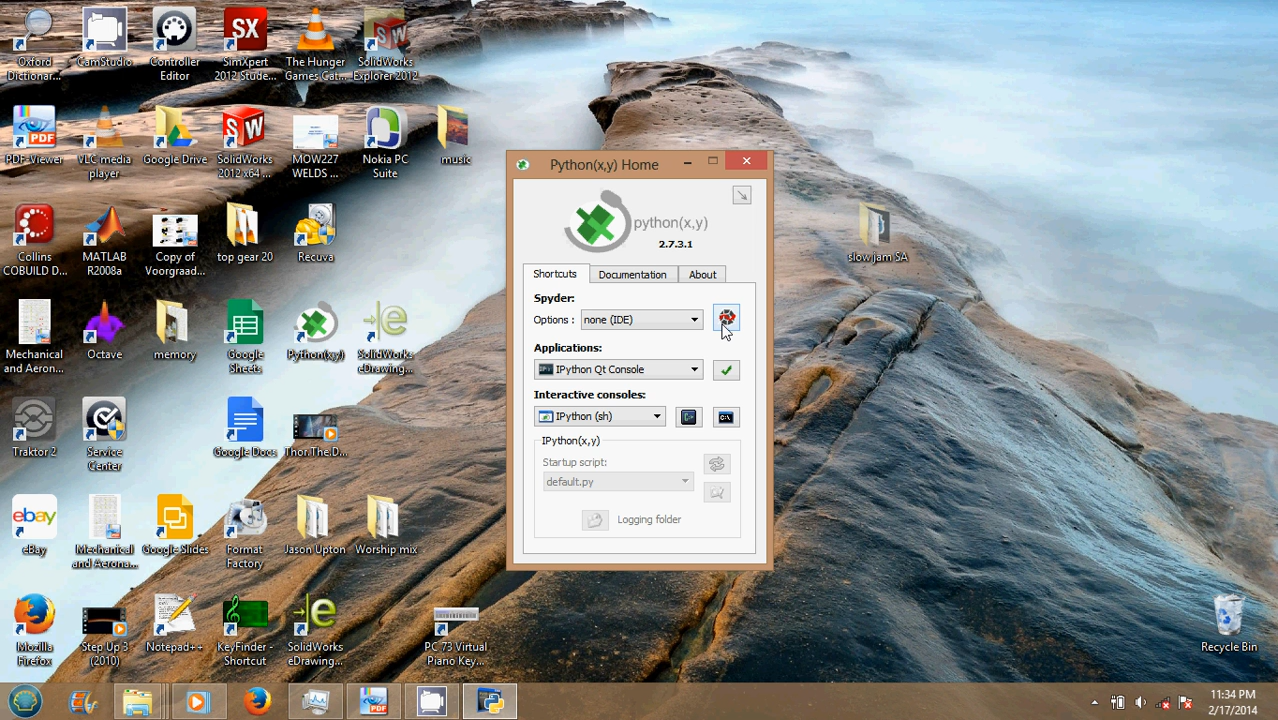 Oxford
Dictionar...
CamStudio
Controller
Editor
SX
SimXpert
2012 Stude...
The Hunger
Games Cat...
SolidWorks
Explorer 2012
PDF
PDF-Viewer
VLC media
player
Google Drive
SW
SolidWorks
2012 x64 ...
MOW227
WELDS ...
Nokia PC
Suite
music
Collins
COBUILD D...
MATLAB
R2008a
Copy of
Voorgraad...
top gear 20
Recuva
slow jam SA
Mechanical
and Aeron...
Octave
memory
Google
Sheets
Python(xy)
SolidWorks
eDrawing...
Traktor 2
Service
Center
Google Docs
Thor.The.D...
ebay
eBay
Mechanical
and Aerona...
Google Slides
Format
Factory
Jason Upton
Worship mix
Mozilla
Firefox
Step Up 3
(2010)
Notepad++
KeyFinder -
Shortcut
SolidWorks
eDrawing...
PC 73 Virtual
Piano Key...
Recycle Bin
Python(x,y) Home
python(x,y)
2.7.3.1
Shortcuts
Documentation
About
Spyder:
Options :
none (IDE)
Applications:
IPython Qt Console
Interactive consoles:
IPython (sh)
C:\
IPython(x,y)
Startup script:
default.py
Logging folder
PDF
11:34 PM
2/17/2014